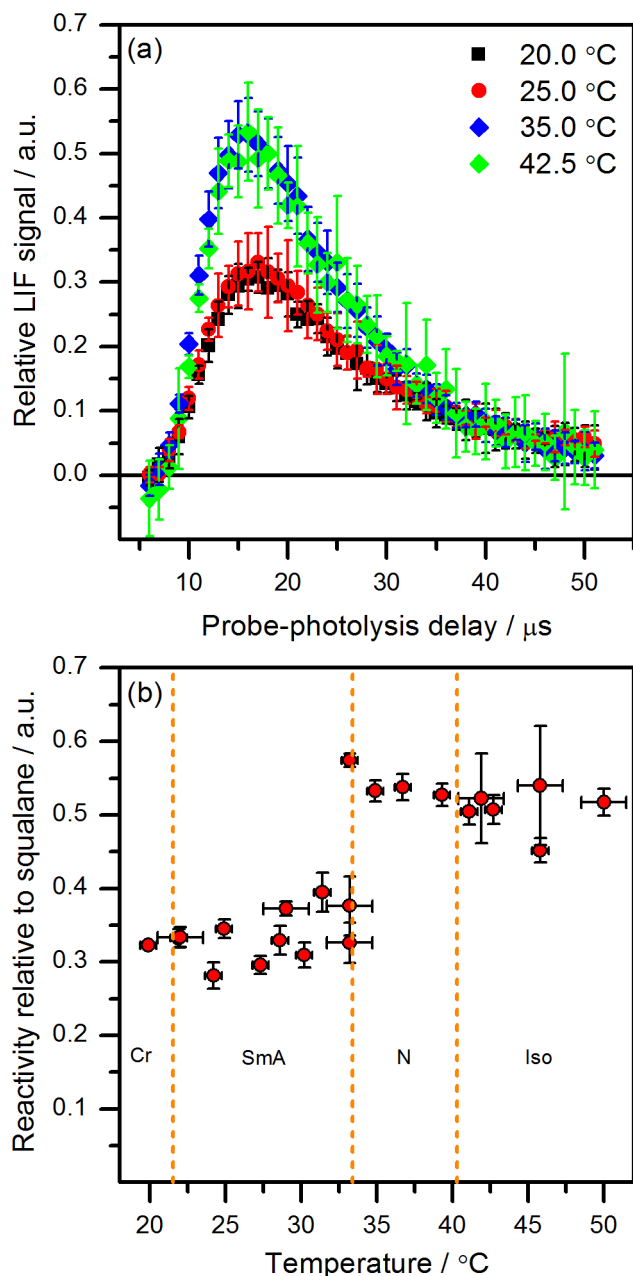 (a)
20.0 °C
25.0 °C
35.0 °C
42.5 °C
Relative LIF signal / a.u.
0.7
0.6
0.5
0.4
0.3
0.2
0.1
0.0
10 20 30 40 50
Probe-photolysis delay / μs
(b)
Reactivity relative to squalane / a.u.
0.7
0.6
0.5
0.4
0.3
0.2
0.1
Cr SmA N Iso
20 25 30 35 40 45 50
Temperature / °C